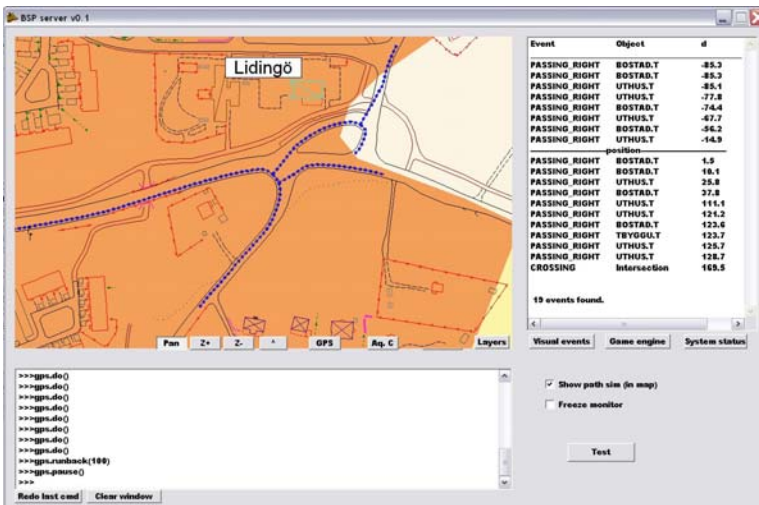 BSP server v0.1
Lidingö
Event Object d
PASSING_RIGHT BOSTAD.T -85.3
PASSING_RIGHT BOSTAD.T -85.3
PASSING_RIGHT UTHUS.T -85.1
PASSING_RIGHT UTHUS.T -77.8
PASSING_RIGHT BOSTAD.T -74.4
PASSING_RIGHT UTHUS.T -67.7
PASSING_RIGHT BOSTAD.T -56.2
PASSING_RIGHT UTHUS.T -14.9
position
PASSING_RIGHT BOSTAD.T 1.5
PASSING_RIGHT BOSTAD.T 10.1
PASSING_RIGHT UTHUS.T 25.8
PASSING_RIGHT BOSTAD.T 37.8
PASSING_RIGHT UTHUS.T 111.1
PASSING_RIGHT UTHUS.T 121.2
PASSING_RIGHT BOSTAD.T 123.6
PASSING_RIGHT TBYGGU.T 123.7
PASSING_RIGHT UTHUS.T 125.7
PASSING_RIGHT UTHUS.T 128.7
CROSSING Intersection 169.5
19 events found.
Pan Z+ Z- ^ GPS Aq. C Layers
Visual events Game engine System status
>>>gps.do()
>>>gps.do()
>>>gps.do()
>>>gps.do()
>>>gps.do()
>>>gps.do()
>>>gps.do()
>>>gps.do()
>>>gps.runback(100)
>>>gps.pause()
>>>
Redo last cmd Clear window
Show path sim (in map)
Freeze monitor
Test